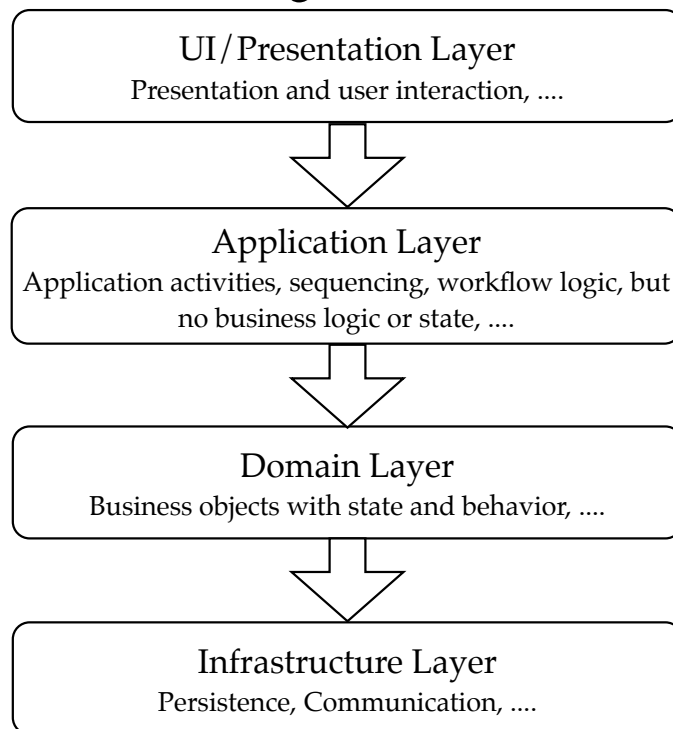 UI/Presentation Layer
Presentation and user interaction, ....
Application Layer
Application activities, sequencing, workflow logic, but
no business logic or state, ....
Domain Layer
Business objects with state and behavior, ....
Infrastructure Layer
Persistence, Communication, ....